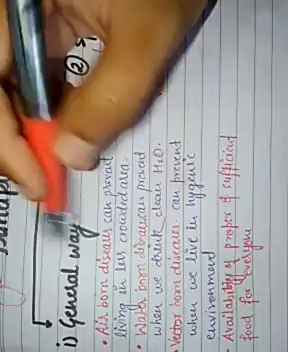 i) General way
• Air born diseases can prevent
living in less crowded area.
• Water born diseases can prevent
when we drink clean H₂O.
Vector born diseases can prevent
when we live in hygenic
environment
Availability of proper & sufficient
food for everyone
(2)